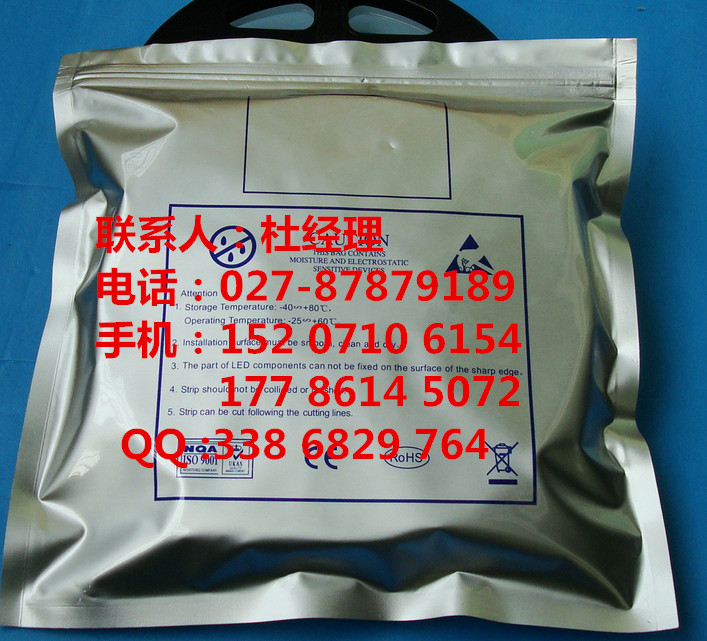 联系人：杜经理
CAUTION
THIS BAG CONTAINS
MOISTURE AND ELECTROSTATIC
SENSITIVE DEVICES
电话：027-87879189
Attention
1. Storage Temperature: -40∽+80℃,
Operating Temperature: -25∽+60℃
手机：152 0710 6154
2. Installation surface must be smooth, clean and dry.
3. The part of LED components can not be fixed on the surface of the sharp edge。
177 8614 5072
4. Strip should not be
5. Strip can be cut following the cutting lines.
QQ :338 6829 764
NQA
ISO 9001
UKAS
CE
RoHS